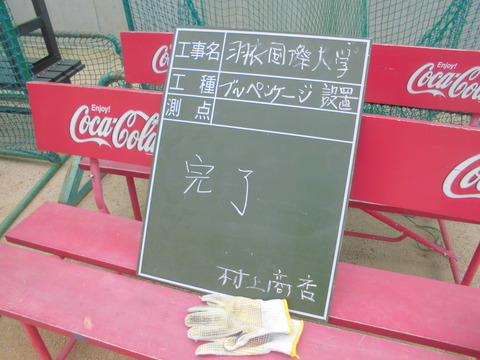 工事名 羽衣国際大学
工種 ブルペンケージ設置
測点
完了
村上商店
Enjoy!
Coca-Cola
Enjoy!
Coca-Cola
Coca-Cola
Co